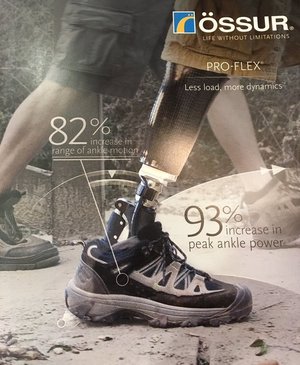 ÖSSUR®
LIFE WITHOUT LIMITATIONS
PRO-FLEX®
Less load, more dynamics
82% increase in
range of ankle motion
93% increase in
peak ankle power